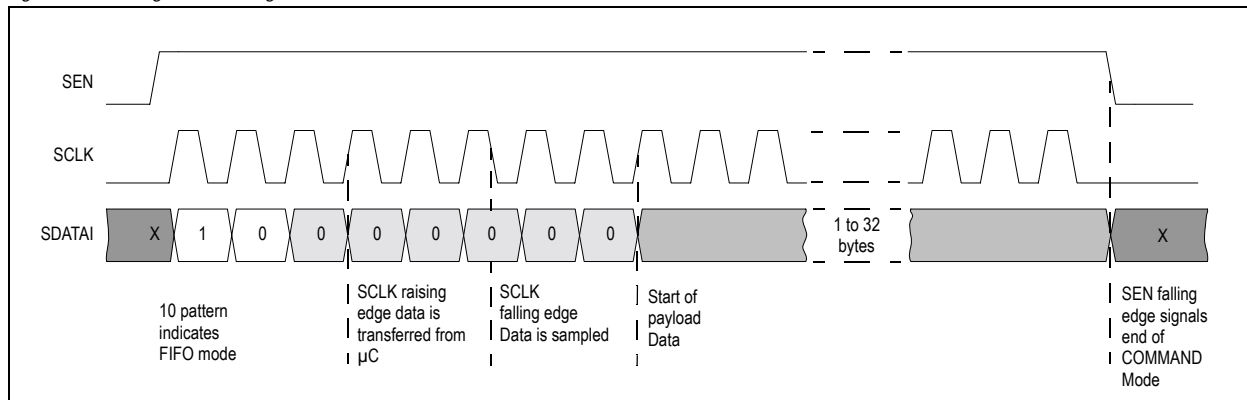 SEN
SCLK
SDATAI
X 1 0 0 0 0 0 0 0
1 to 32
bytes
X
10 pattern
indicates
FIFO mode
SCLK raising
edge data is
transferred from
µC
SCLK
falling edge
Data is sampled
Start of
payload
Data
SEN falling
edge signals
end of
COMMAND
Mode